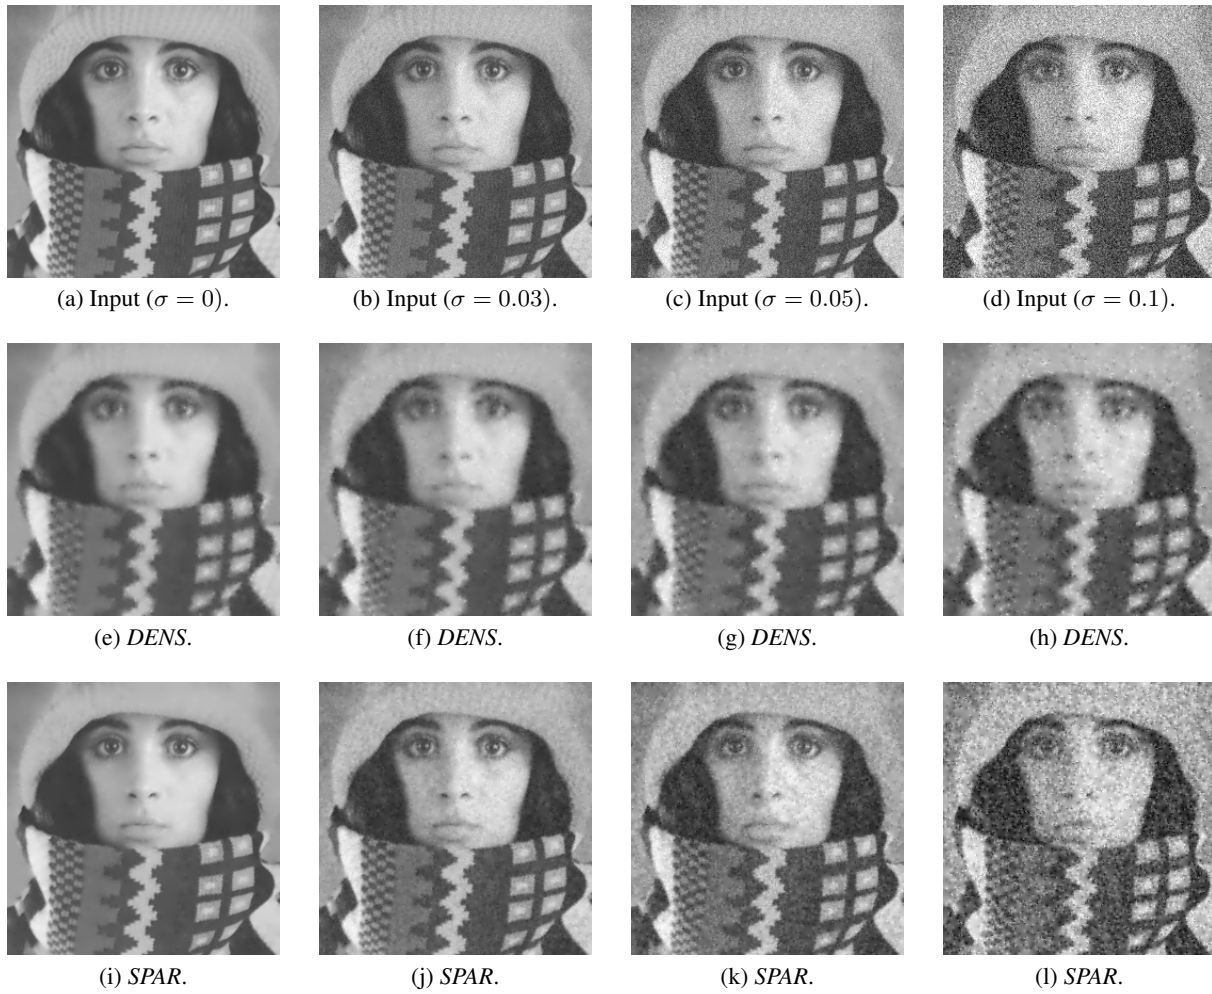 (a) Input (σ = 0).
(b) Input (σ = 0.03).
(c) Input (σ = 0.05).
(d) Input (σ = 0.1).
(e) DENS.
(f) DENS.
(g) DENS.
(h) DENS.
(i) SPAR.
(j) SPAR.
(k) SPAR.
(l) SPAR.